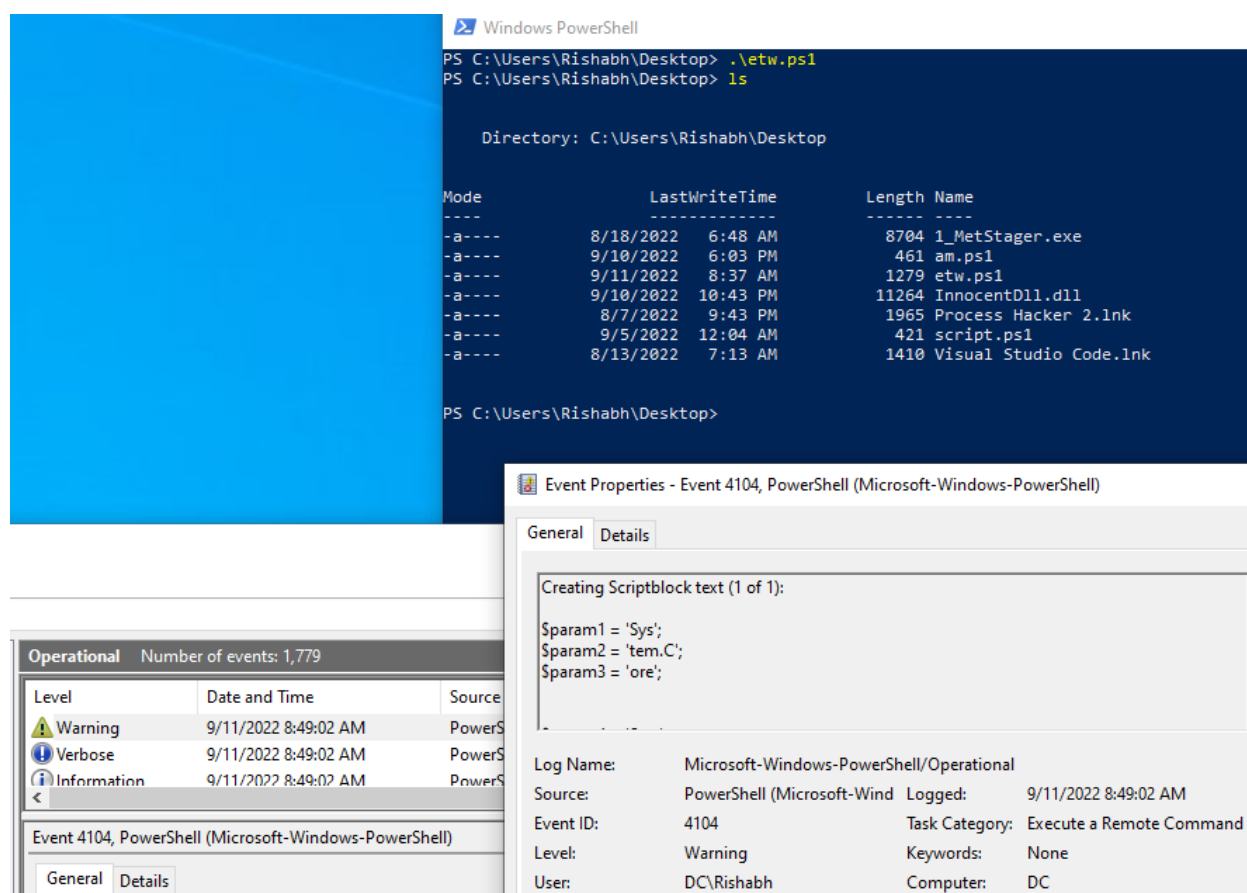 Windows PowerShell
PS C:\Users\Rishabh\Desktop> .\etw.ps1
PS C:\Users\Rishabh\Desktop> ls
Directory: C:\Users\Rishabh\Desktop
Mode LastWriteTime Length Name
---- ------------- ------ ----
-a---- 8/18/2022 6:48 AM 8704 1_MetStager.exe
-a---- 9/10/2022 6:03 PM 461 am.ps1
-a---- 9/11/2022 8:37 AM 1279 etw.ps1
-a---- 9/10/2022 10:43 PM 11264 InnocentDll.dll
-a---- 8/7/2022 9:43 PM 1965 Process Hacker 2.lnk
-a---- 9/5/2022 12:04 AM 421 script.ps1
-a---- 8/13/2022 7:13 AM 1410 Visual Studio Code.lnk
PS C:\Users\Rishabh\Desktop>
Event Properties - Event 4104, PowerShell (Microsoft-Windows-PowerShell)
General Details
Creating Scriptblock text (1 of 1):
$param1 = 'Sys';
$param2 = 'tem.C';
$param3 = 'ore';
Log Name: Microsoft-Windows-PowerShell/Operational
Source: PowerShell (Microsoft-Wind Logged: 9/11/2022 8:49:02 AM
Event ID: 4104 Task Category: Execute a Remote Command
Level: Warning Keywords: None
User: DC\Rishabh Computer: DC
Operational Number of events: 1,779
Level Date and Time Source
Warning 9/11/2022 8:49:02 AM PowerS
Verbose 9/11/2022 8:49:02 AM PowerS
Information 9/11/2022 8:49:02 AM PowerS
Event 4104, PowerShell (Microsoft-Windows-PowerShell)
General Details